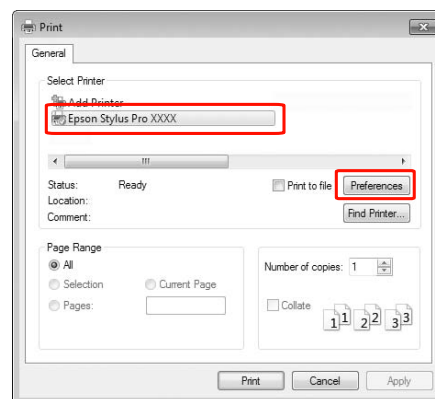 Print
General
Select Printer
Add Printer
Epson Stylus Pro XXXX
Status: Ready
Print to file
Preferences
Location:
Comment:
Find Printer...
Page Range
All
Selection
Current Page
Pages:
Number of copies: 1
Collate
1 1 2 2 3 3
Print
Cancel
Apply